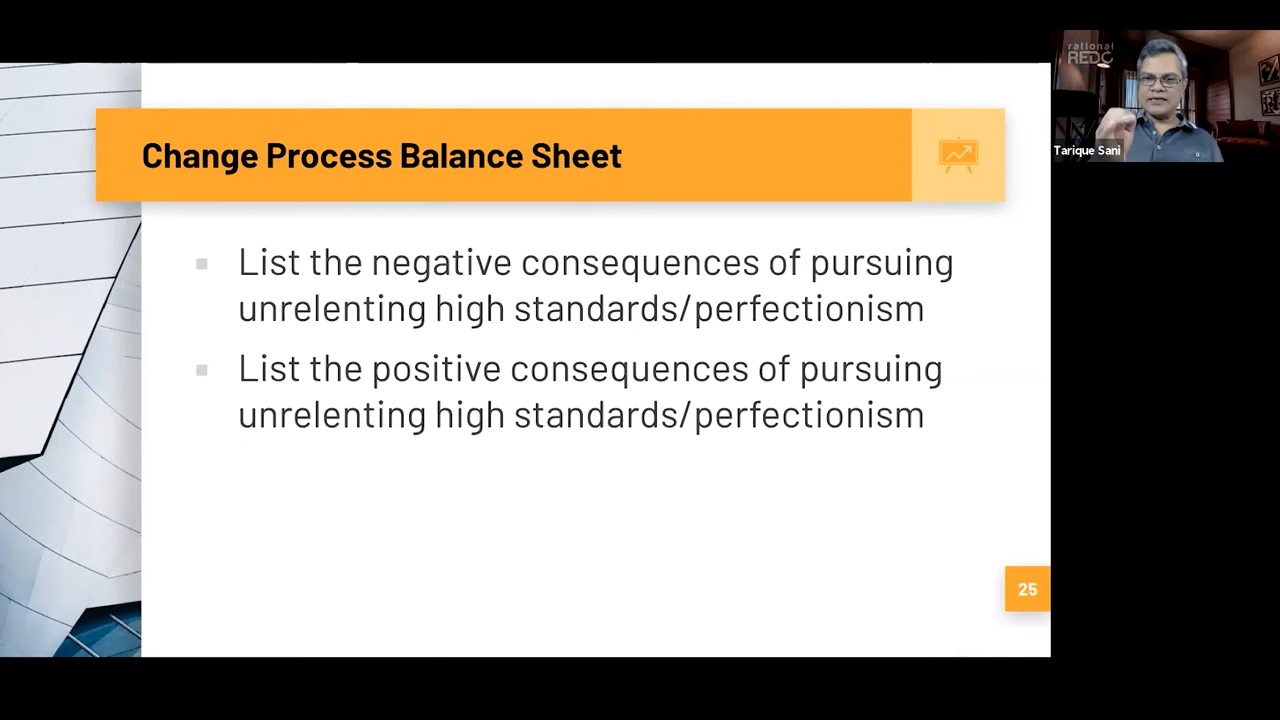 Change Process Balance Sheet
List the negative consequences of pursuing
unrelenting high standards/perfectionism
List the positive consequences of pursuing
unrelenting high standards/perfectionism
25
rational
REDC
Tarique Sani